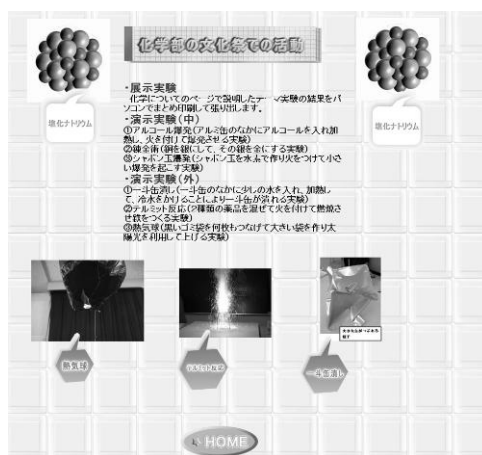 化学部の文化祭での活動
塩化ナトリウム
塩化ナトリウム
・展示実験
化学についてのページで説明したテーマ実験の結果をパ
ソコンでまとめ印刷して張り出します。
・演示実験(中)
①アルコール爆発(アルミ缶のなかにアルコールを入れ加
熱し、火を付けて爆発させる実験)
②錬金術(銅を銀にして、その銀を金にする実験)
③シャボン玉爆発(シャボン玉を水素で作り火をつけて小さ
い爆発を起こす実験)
・演示実験(外)
①一斗缶潰し(一斗缶のなかに少しの水を入れ、加熱し
て、冷水をかけることにより一斗缶が潰れる実験)
②テルミット反応(2種類の薬品を混ぜて火を付けて燃焼さ
せ鉄をつくる実験)
③熱気球(黒いゴミ袋を何枚もつなげて大きい袋を作り太
陽光を利用して上げる実験)
熱気球
テルミット反応
一斗缶潰し
HOME